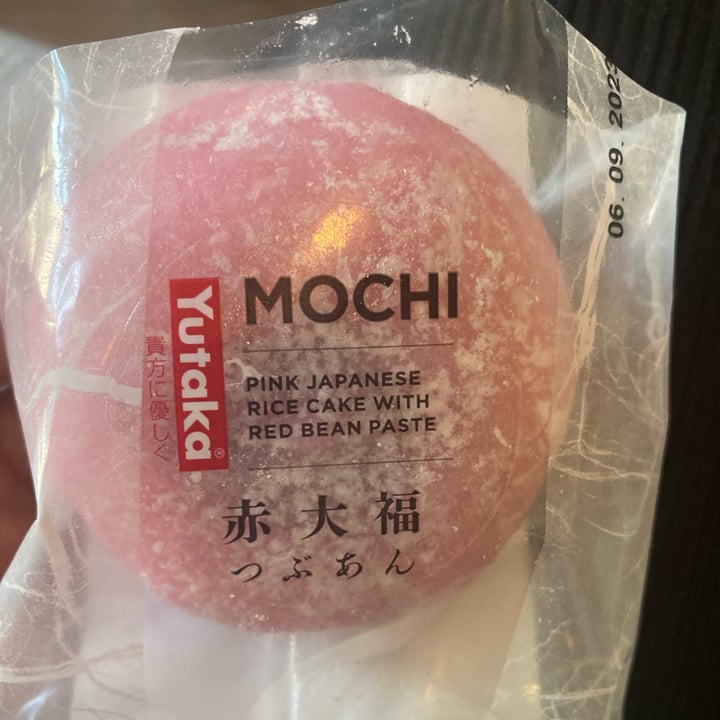 06. 09. 2023
Yutaka®
貴方に優しく
MOCHI
PINK JAPANESE
RICE CAKE WITH
RED BEAN PASTE
赤大福
つぶあん